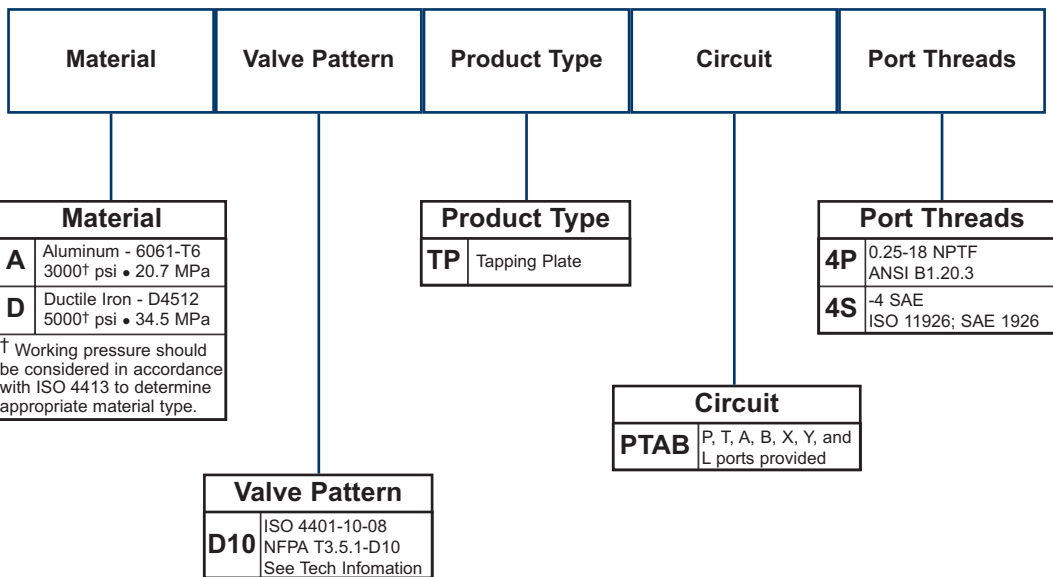 Material Valve Pattern Product Type Circuit Port Threads
Material
A Aluminum - 6061-T6
3000† psi • 20.7 MPa
D Ductile Iron - D4512
5000† psi • 34.5 MPa
† Working pressure should
be considered in accordance
with ISO 4413 to determine
appropriate material type.
Product Type
TP Tapping Plate
Port Threads
4P 0.25-18 NPTF
ANSI B1.20.3
4S -4 SAE
ISO 11926; SAE 1926
Circuit
PTAB P, T, A, B, X, Y, and
L ports provided
Valve Pattern
D10 ISO 4401-10-08
NFPA T3.5.1-D10
See Tech Infomation